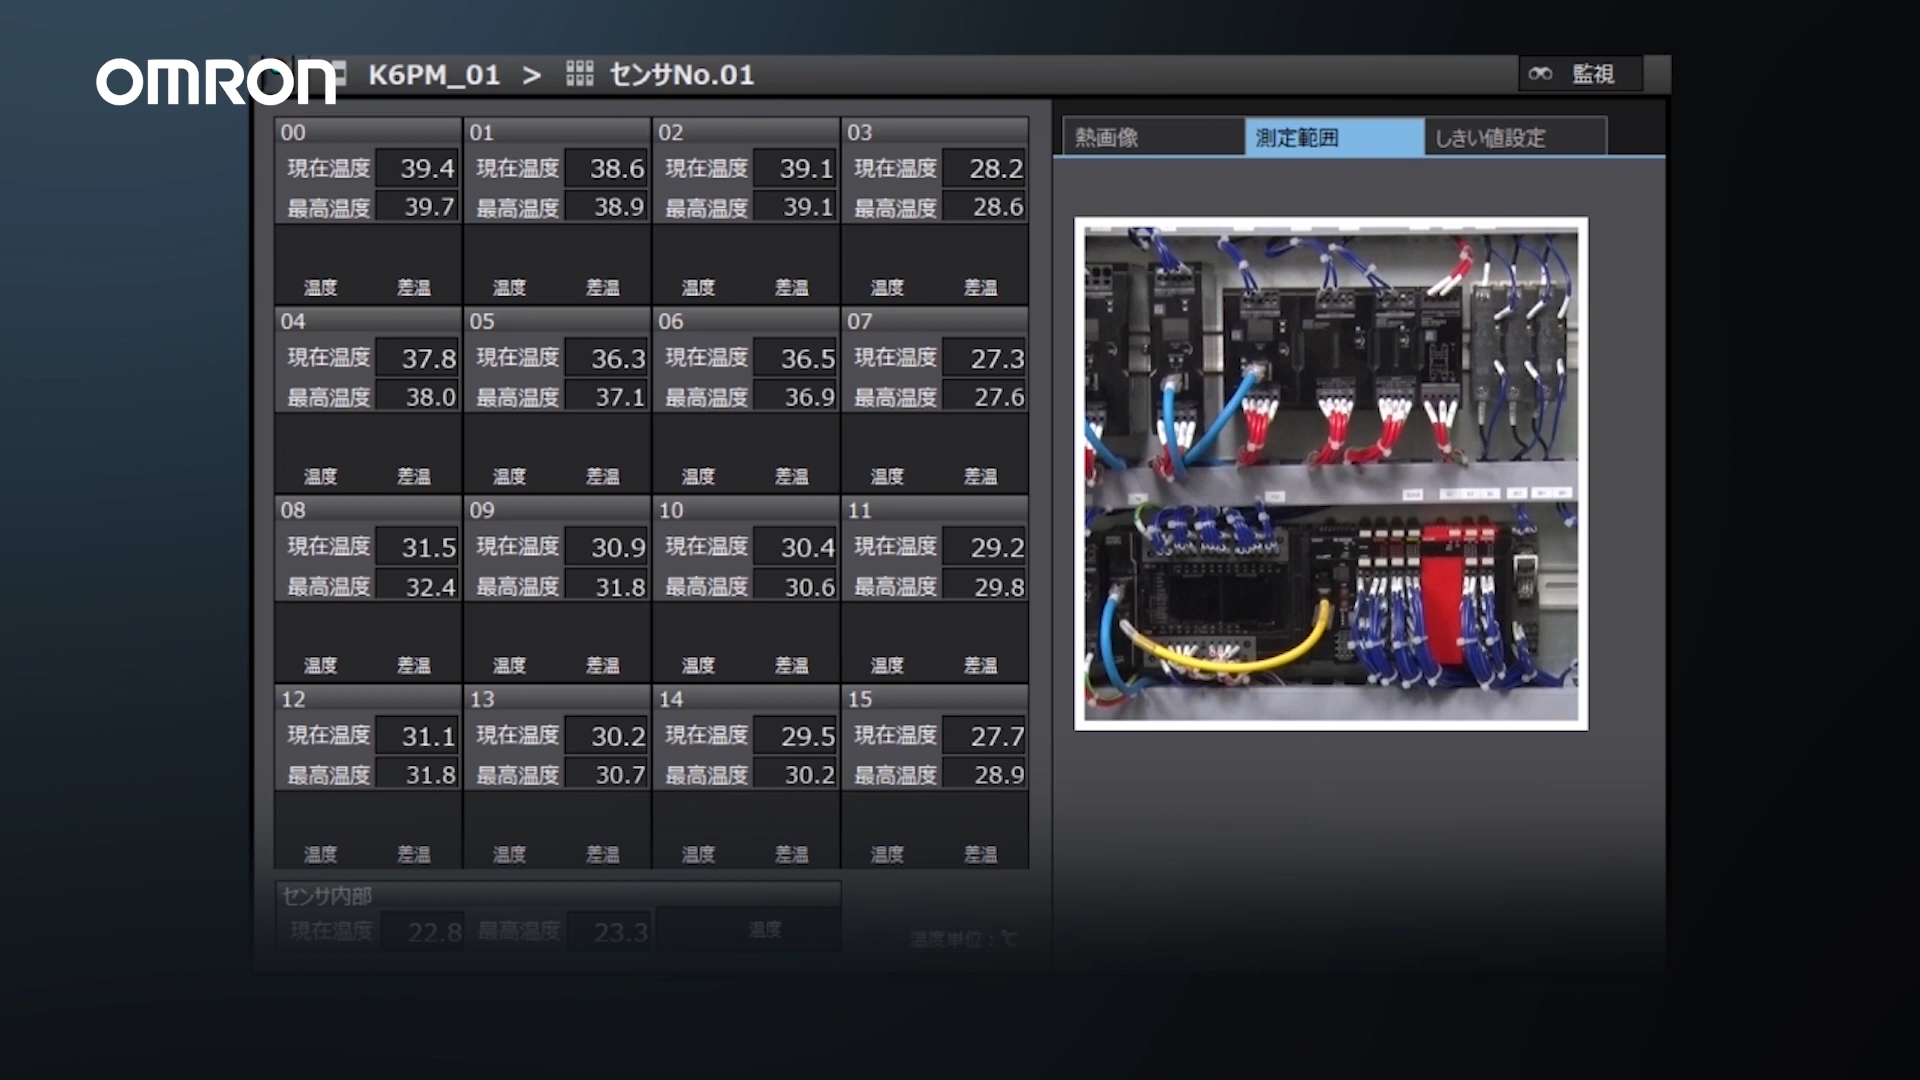 OMRON
K6PM_01 > センサNo.01
監視
熱画像 測定範囲 しきい値設定
00 01 02 03
現在温度 39.4 現在温度 38.6 現在温度 39.1 現在温度 28.2
最高温度 39.7 最高温度 38.9 最高温度 39.1 最高温度 28.6
温度 差温 温度 差温 温度 差温 温度 差温
04 05 06 07
現在温度 37.8 現在温度 36.3 現在温度 36.5 現在温度 27.3
最高温度 38.0 最高温度 37.1 最高温度 36.9 最高温度 27.6
温度 差温 温度 差温 温度 差温 温度 差温
08 09 10 11
現在温度 31.5 現在温度 30.9 現在温度 30.4 現在温度 29.2
最高温度 32.4 最高温度 31.8 最高温度 30.6 最高温度 29.8
温度 差温 温度 差温 温度 差温 温度 差温
12 13 14 15
現在温度 31.1 現在温度 30.2 現在温度 29.5 現在温度 27.7
最高温度 31.8 最高温度 30.7 最高温度 30.2 最高温度 28.9
温度 差温 温度 差温 温度 差温 温度 差温
センサ内部
現在温度 22.8 最高温度 23.3 温度
温度単位：℃